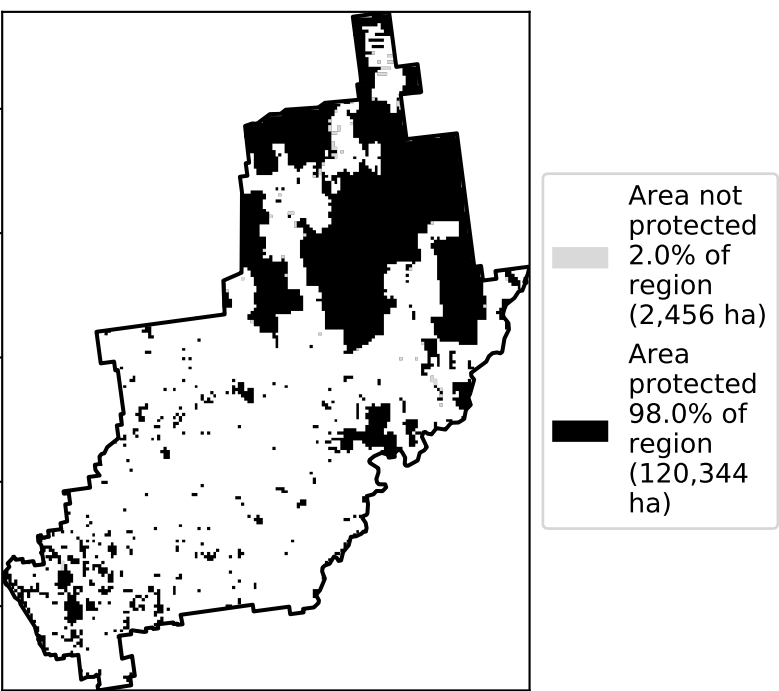 Area not
protected
2.0% of
region
(2,456 ha)
Area
protected
98.0% of
region
(120,344
ha)